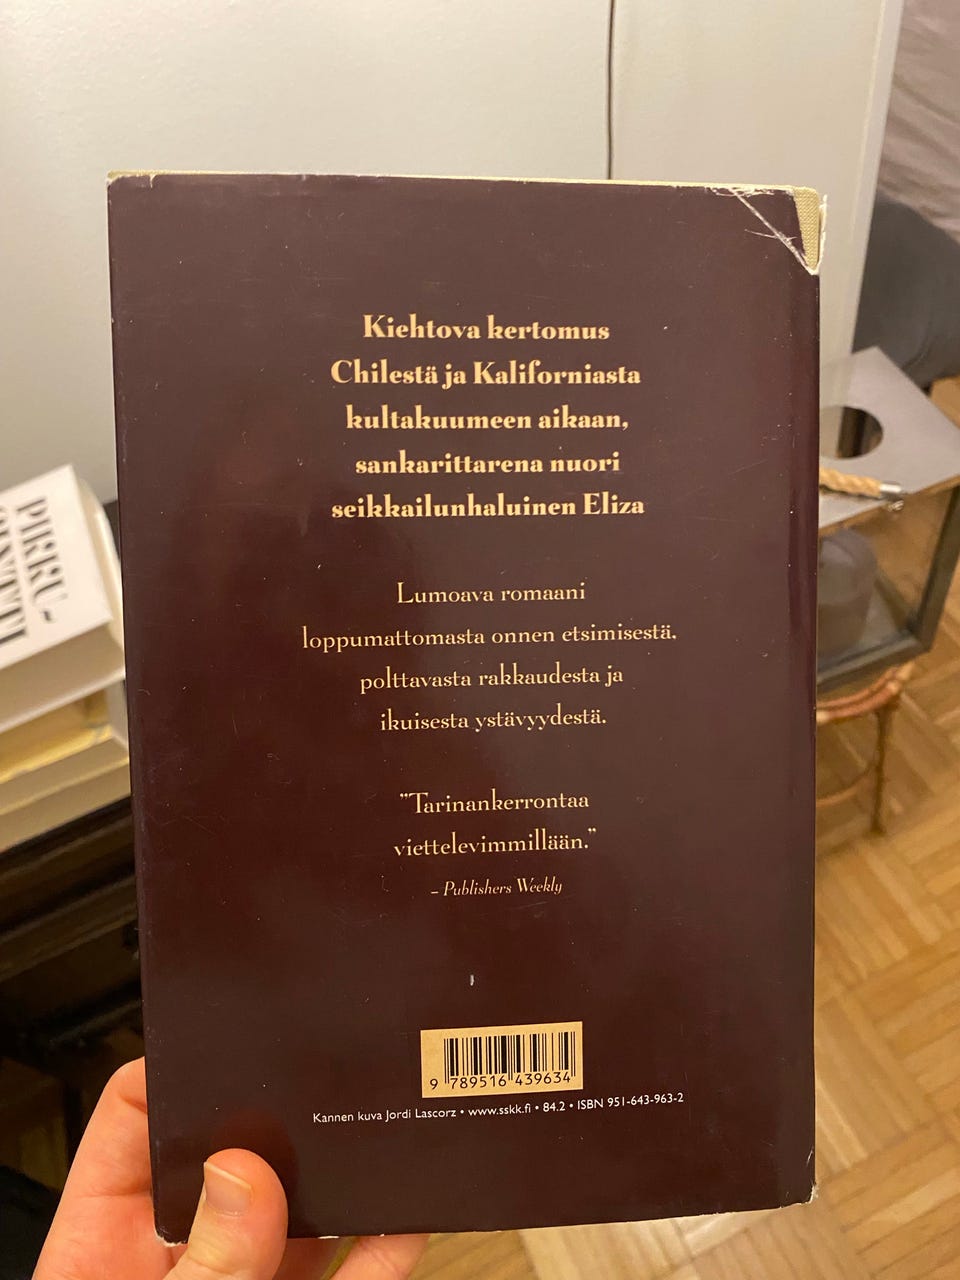 Kiehtova kertomus
Chilestä ja Kaliforniasta
kultakuumeen aikaan,
sankarittarena nuori
seikkailunhaluinen Eliza
Lumoava romaani
loppumattomasta onnen etsimisestä,
polttavasta rakkaudesta ja
ikuisesta ystävyydestä.
”Tarinankerrontaa
viettelevimmillään.”
– Publishers Weekly
9 789516 439634
Kannen kuva Jordi Lascorz • www.sskk.fi • 84.2 • ISBN 951-643-963-2
PIKKU-